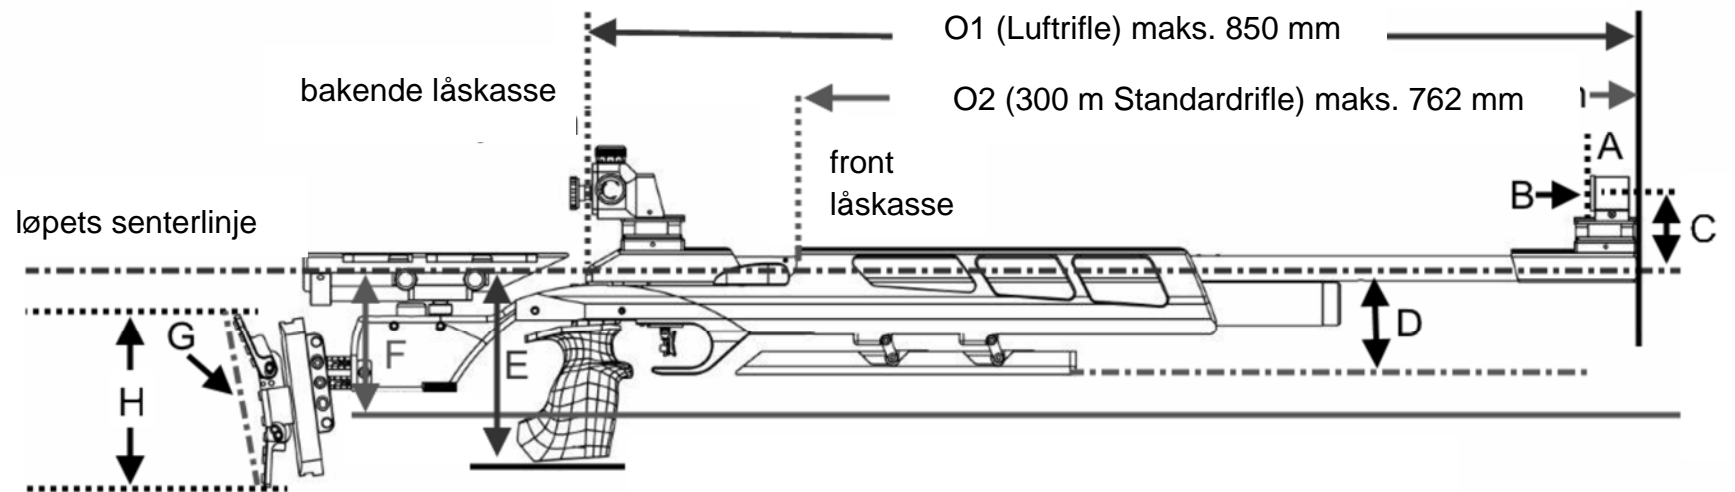 O1 (Luftrifle) maks. 850 mm
bakende låskasse
O2 (300 m Standardrifle) maks. 762 mm
front
låskasse
A
B
C
løpets senterlinje
G
F
E
D
H